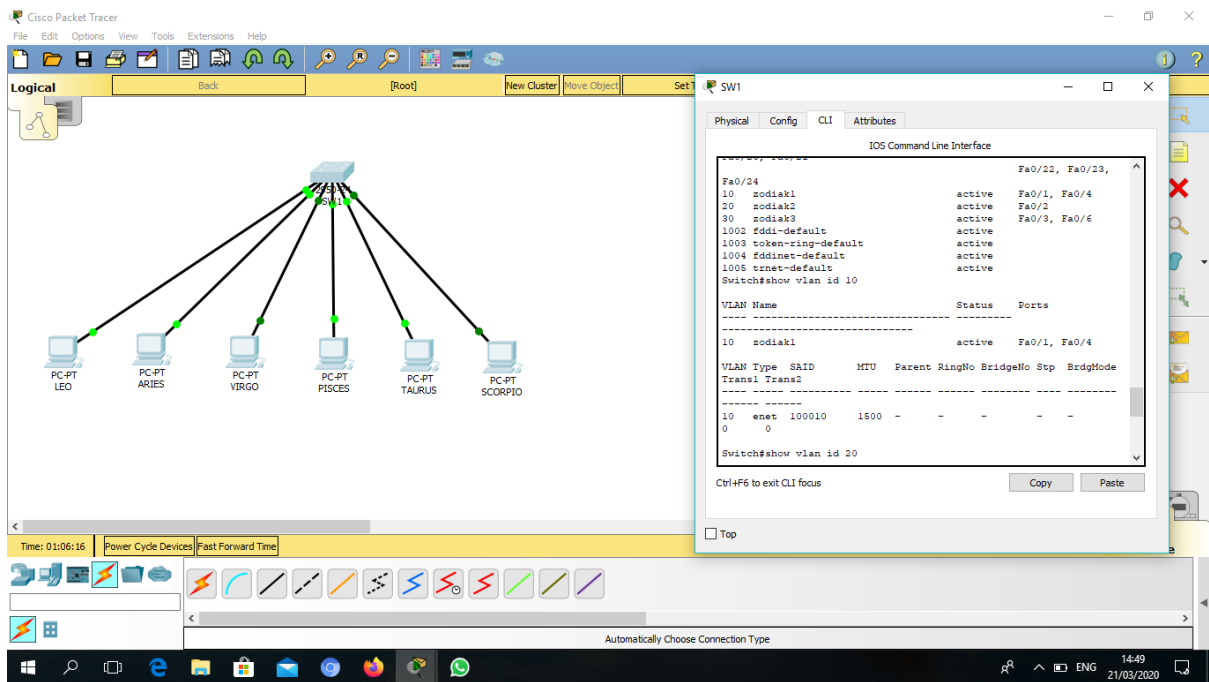 Cisco Packet Tracer
File Edit Options View Tools Extensions Help
Logical
Back
[Root]
New Cluster
Move Object
Set T
LEO
PC-PT
ARIES
PC-PT
VIRGO
PC-PT
PISCES
PC-PT
TAURUS
PC-PT
SCORPIO
PC-PT
SW1
SW1
Physical Config CLI Attributes
IOS Command Line Interface
Fa0/22, Fa0/23,
Fa0/24
10 zodiak1 active Fa0/1, Fa0/4
20 zodiak2 active Fa0/2
30 zodiak3 active Fa0/3, Fa0/6
1002 fddi-default active
1003 token-ring-default active
1004 fddinet-default active
1005 trnet-default active
Switch#show vlan id 10
VLAN Name Status Ports
---- -------------------------------- ---------
-------------------------------
10 zodiak1 active Fa0/1, Fa0/4
VLAN Type SAID MTU Parent RingNo BridgeNo Stp BrdgMode
Trans1 Trans2
---- ----- ---------- ----- ------ ------ -------- ---- --------
------ ------
10 enet 100010 1500 - - - - -
0 0
Switch#show vlan id 20
Ctrl+F6 to exit CLI focus
Copy
Paste
Top
Time: 01:06:16
Power Cycle Devices
Fast Forward Time
Automatically Choose Connection Type
ENG
14:49
21/03/2020